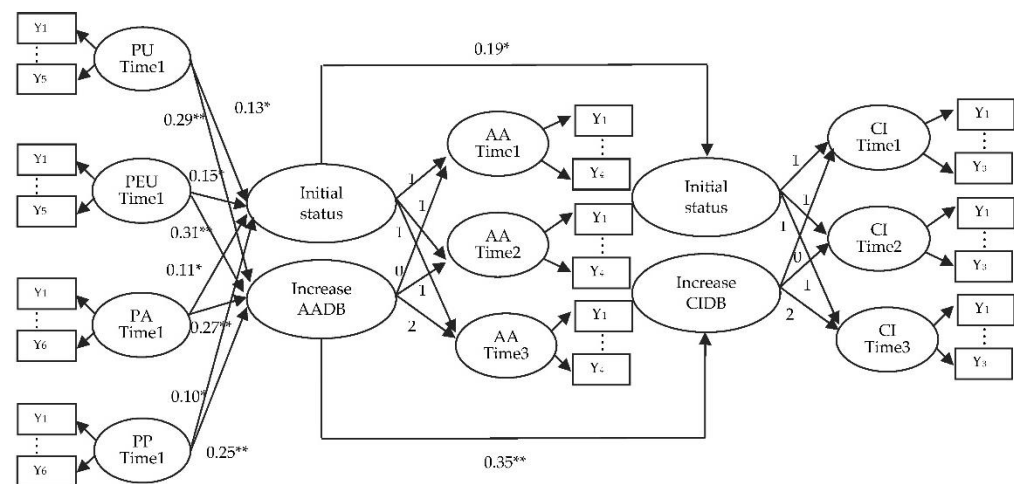 Y1
Y5
PU
Time1
0.13*
0.29**
Y1
Y5
PEU
Time1
0.15*
0.31**
Y1
Y6
PA
Time1
0.11*
0.27**
Y1
Y6
PP
Time1
0.10*
0.25**
0.19*
Initial
status
Increase
AADB
1
1
1
0
1
2
AA
Time1
Y1
Y4
AA
Time2
Y1
Y4
AA
Time3
Y1
Y4
0.35**
Initial
status
Increase
CIDB
1
1
1
0
1
2
CI
Time1
Y1
Y3
CI
Time2
Y1
Y3
CI
Time3
Y1
Y3